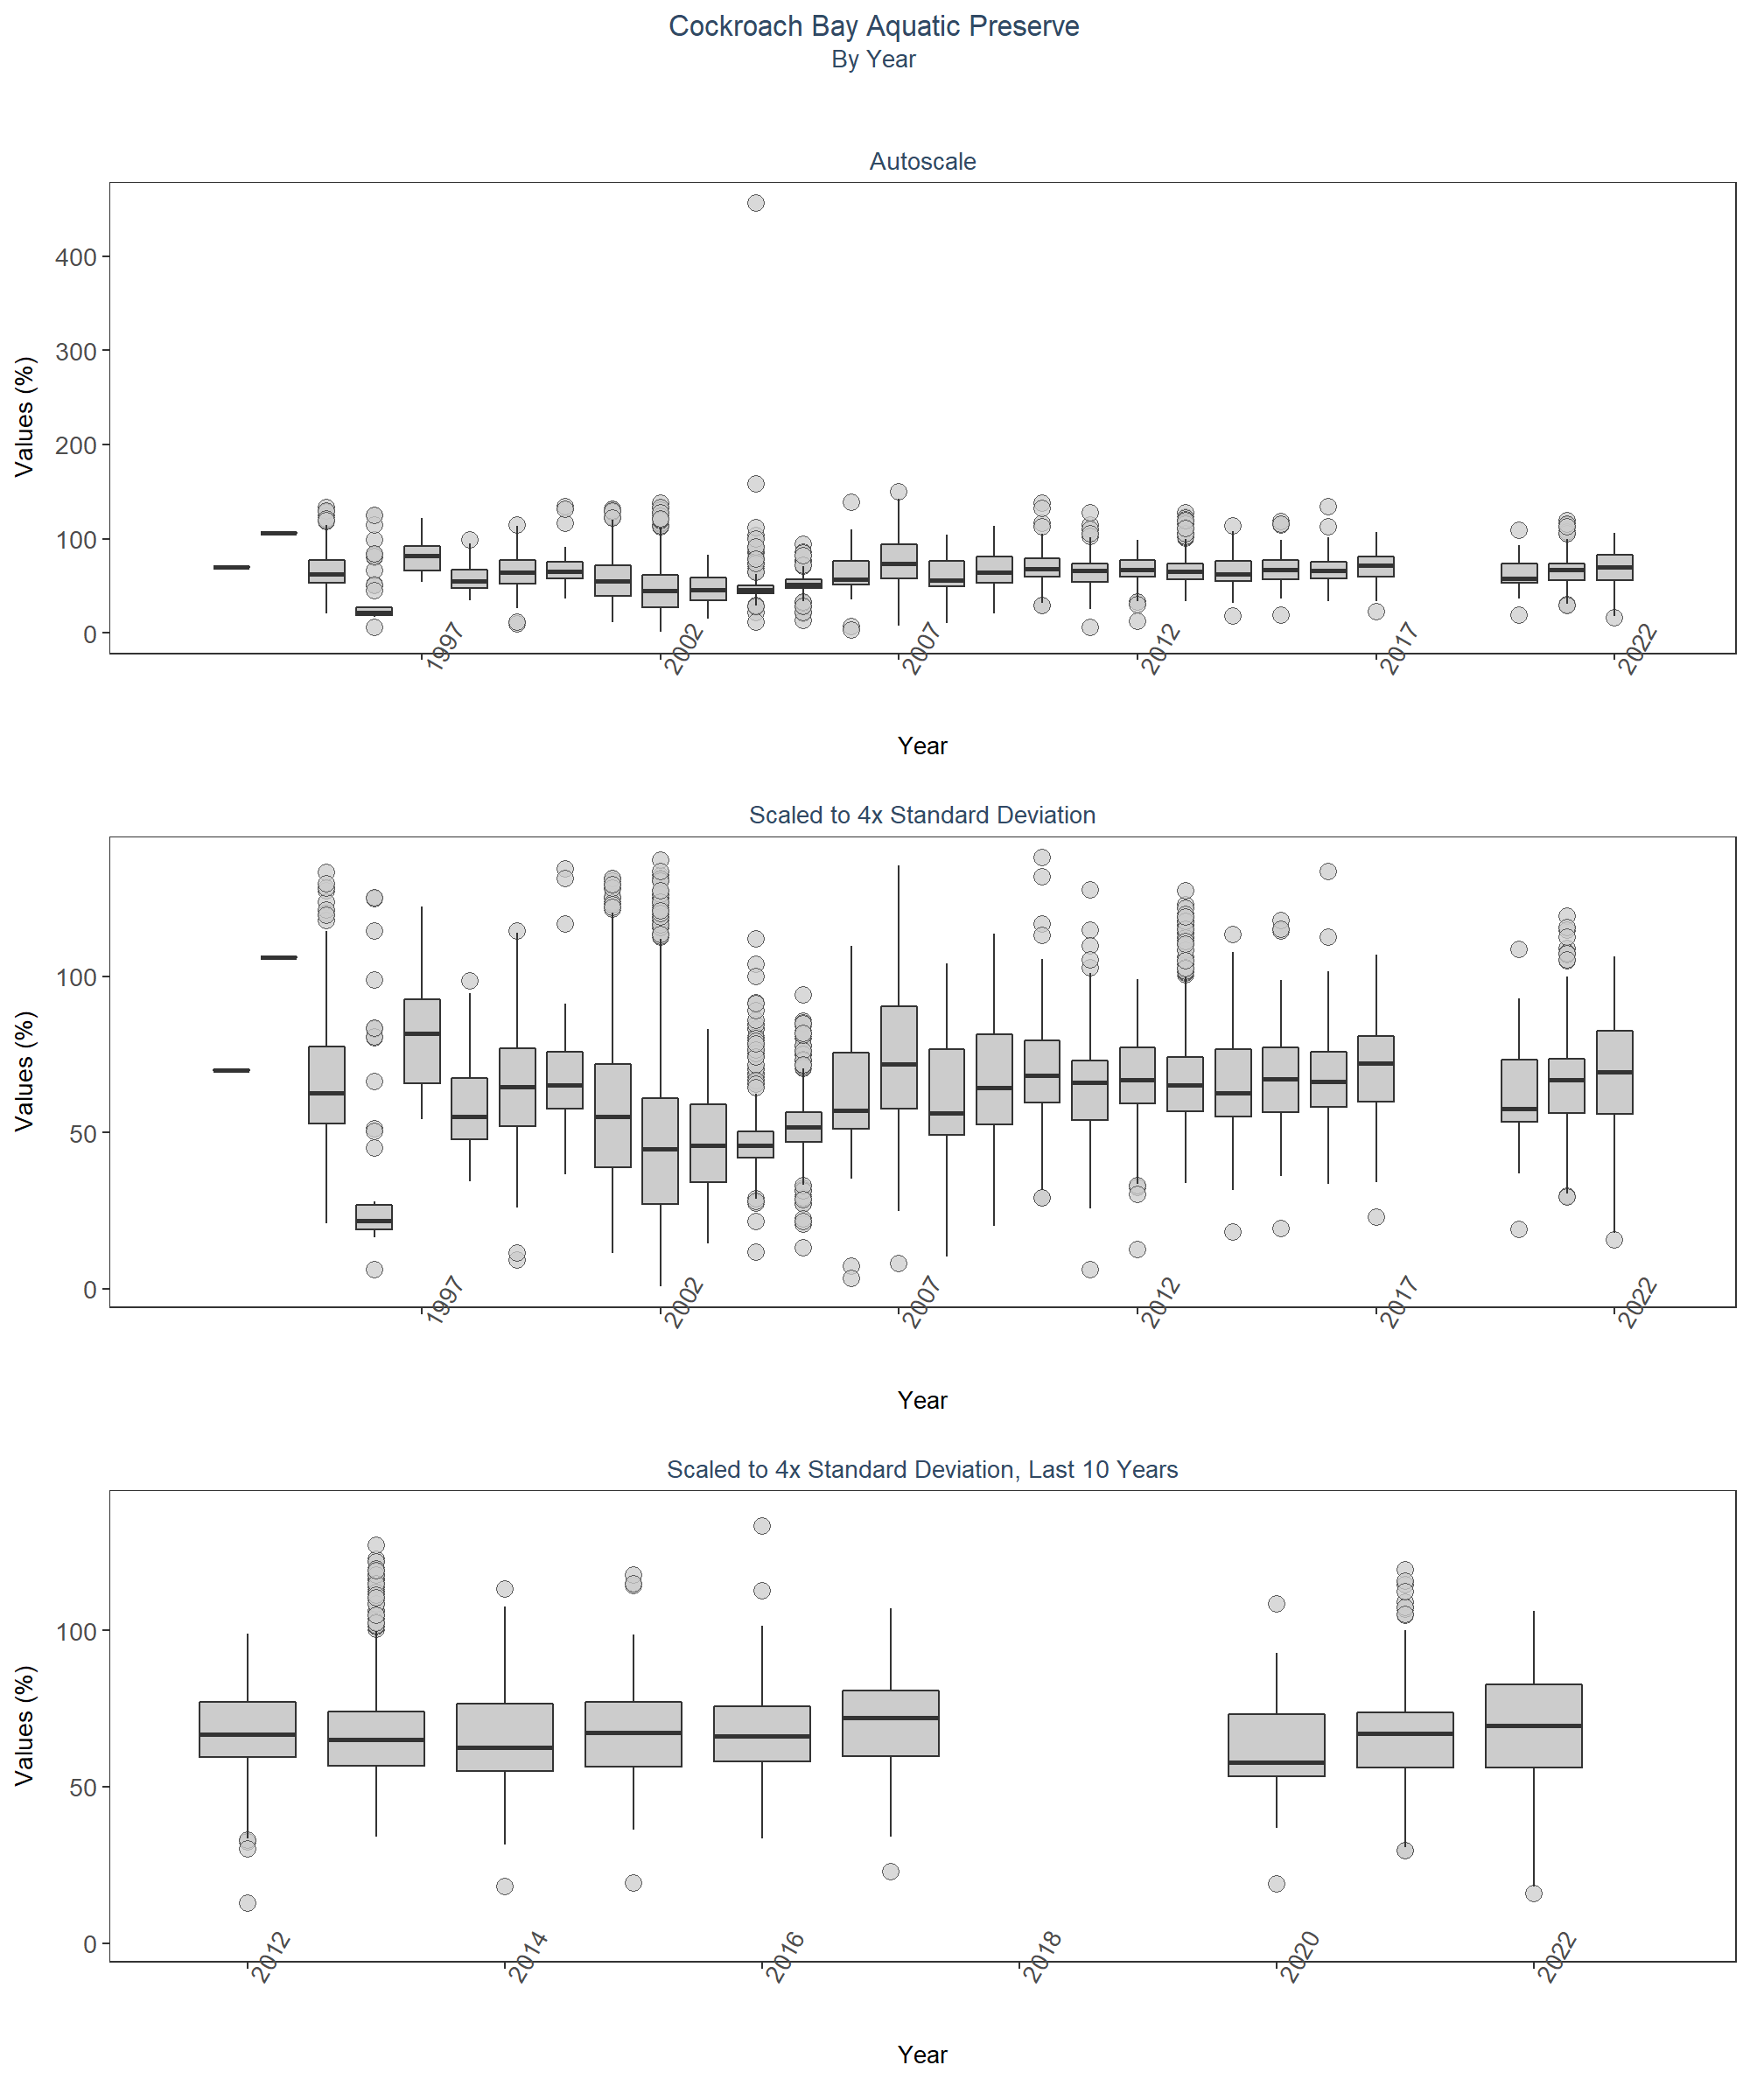 Cockroach Bay Aquatic Preserve
By Year
Autoscale
Values (%)
400
300
200
100
0
1997 2002 2007 2012 2017 2022
Year
Scaled to 4x Standard Deviation
Values (%)
100
50
0
1997 2002 2007 2012 2017 2022
Year
Scaled to 4x Standard Deviation, Last 10 Years
Values (%)
100
50
0
2012 2014 2016 2018 2020 2022
Year